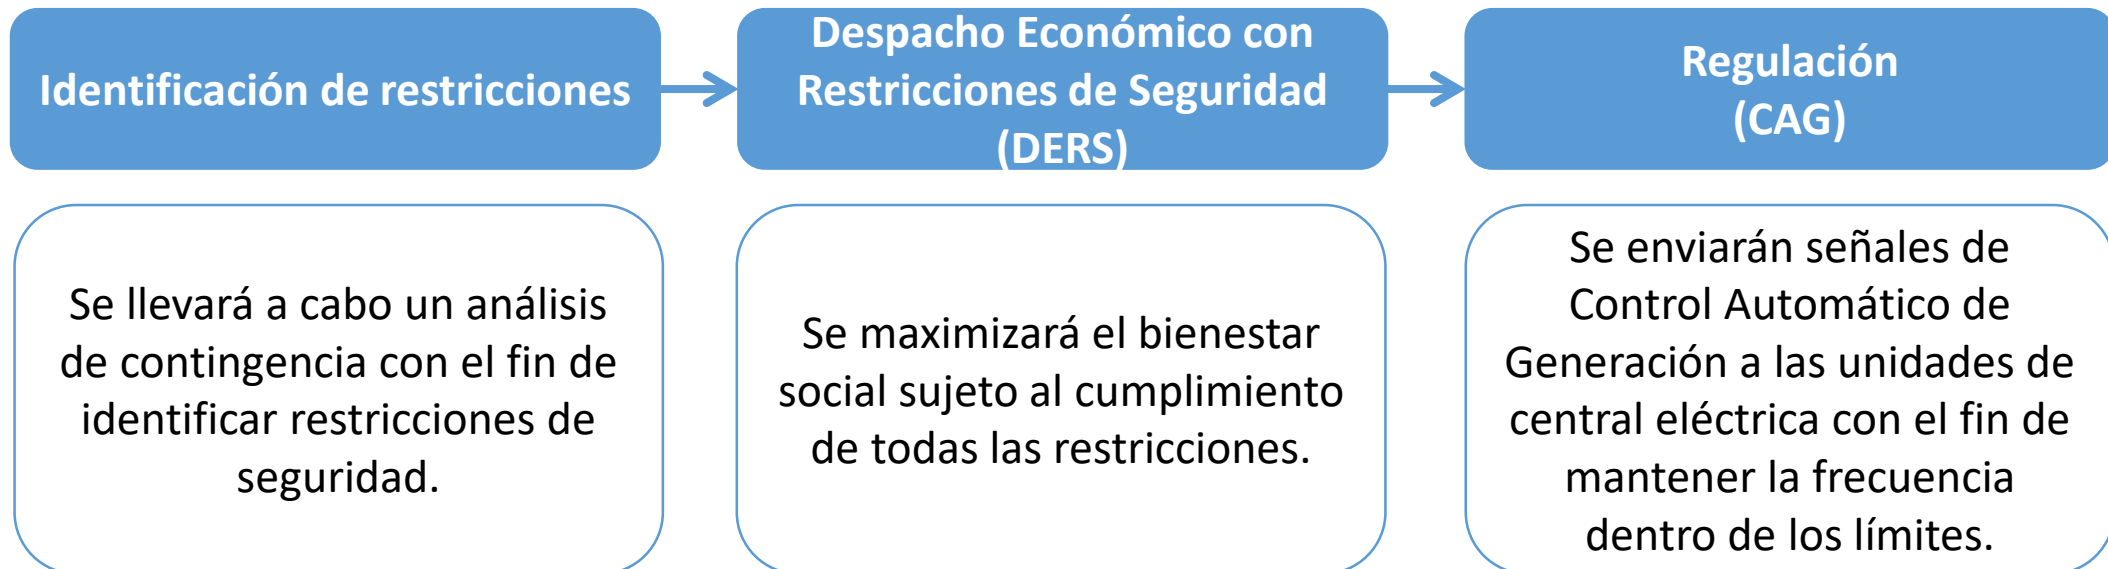 Identificación de restricciones
Despacho Económico con
Restricciones de Seguridad
(DERS)
Regulación
(CAG)
Se llevará a cabo un análisis
de contingencia con el fin de
identificar restricciones de
seguridad.
Se maximizará el bienestar
social sujeto al cumplimiento
de todas las restricciones.
Se enviarán señales de
Control Automático de
Generación a las unidades de
central eléctrica con el fin de
mantener la frecuencia
dentro de los límites.